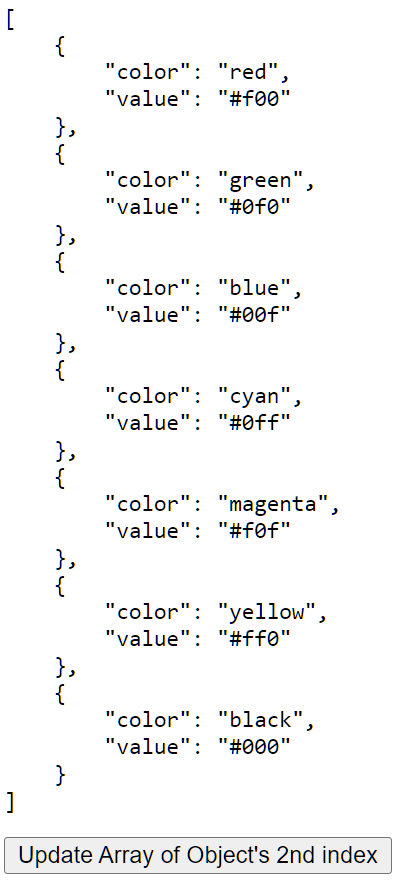 [
    {
        "color": "red",
        "value": "#f00"
    },
    {
        "color": "green",
        "value": "#0f0"
    },
    {
        "color": "blue",
        "value": "#00f"
    },
    {
        "color": "cyan",
        "value": "#0ff"
    },
    {
        "color": "magenta",
        "value": "#f0f"
    },
    {
        "color": "yellow",
        "value": "#ff0"
    },
    {
        "color": "black",
        "value": "#000"
    }
]
Update Array of Object's 2nd index